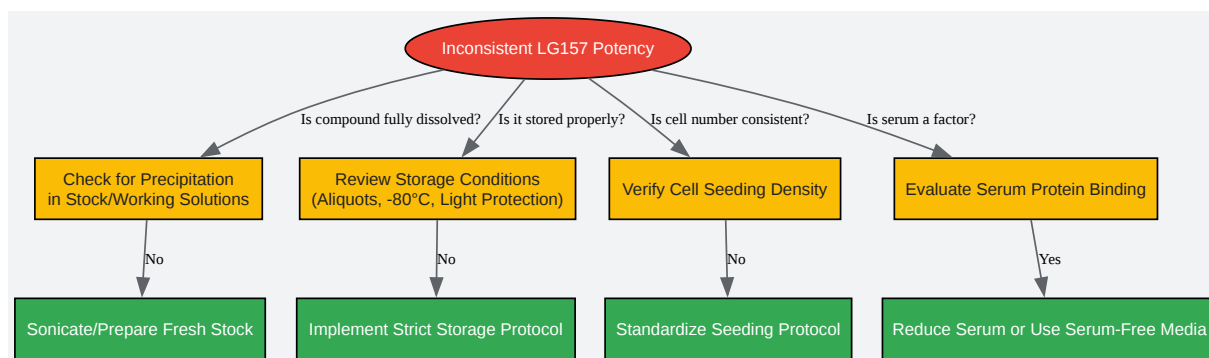 Inconsistent LG157 Potency
Is compound fully dissolved?
Is it stored properly?
Is cell number consistent?
Is serum a factor?
Check for Precipitation
in Stock/Working Solutions
Review Storage Conditions
(Aliquots, -80°C, Light Protection)
Verify Cell Seeding Density
Evaluate Serum Protein Binding
No
No
No
Yes
Sonicate/Prepare Fresh Stock
Implement Strict Storage Protocol
Standardize Seeding Protocol
Reduce Serum or Use Serum-Free Media